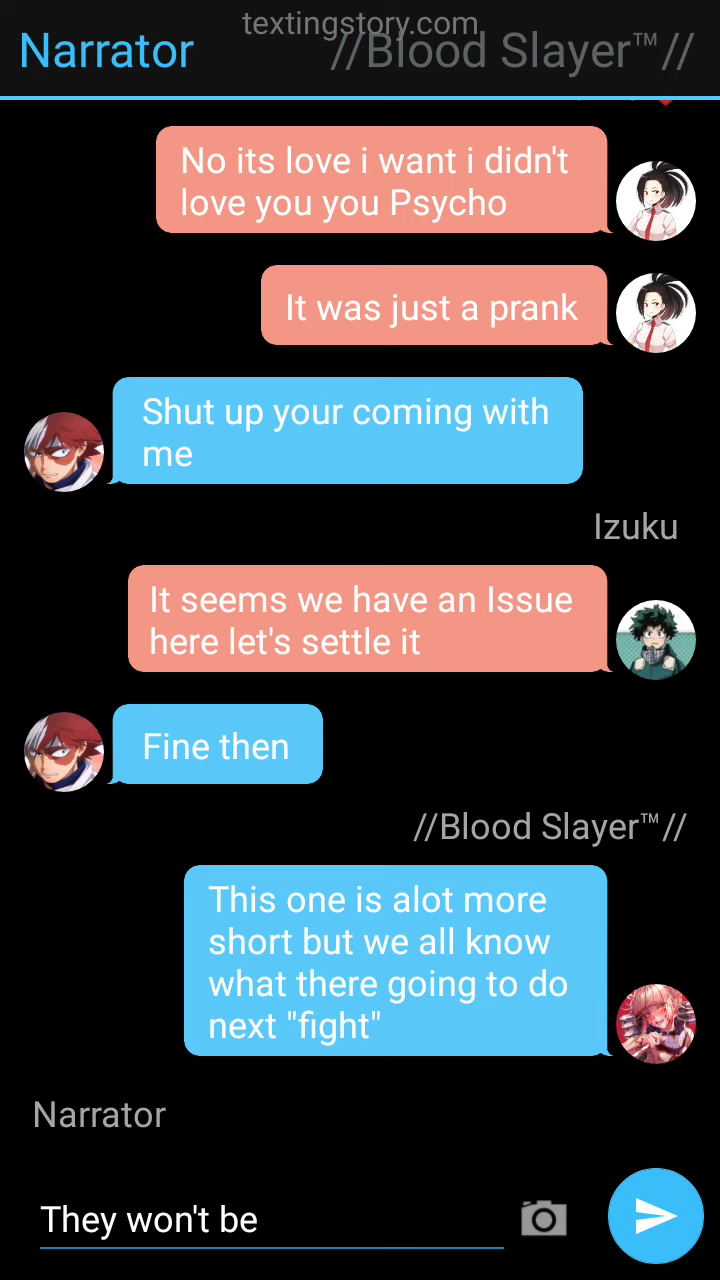 textingstory.com
Narrator
//Blood Slayer™//
No its love i want i didn't
love you you Psycho
It was just a prank
Shut up your coming with
me
Izuku
It seems we have an Issue
here let's settle it
Fine then
//Blood Slayer™//
This one is alot more
short but we all know
what there going to do
next "fight"
Narrator
They won't be